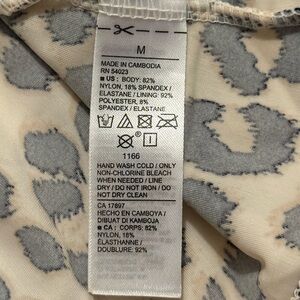 M
MADE IN CAMBODIA
RN 54023
■ US : BODY: 82%
NYLON, 18% SPANDEX /
ELASTANE / LINING: 92%
POLYESTER, 8%
SPANDEX / ELASTANE
1166
HAND WASH COLD / ONLY
NON-CHLORINE BLEACH
WHEN NEEDED / LINE
DRY / DO NOT IRON / DO
NOT DRY CLEAN
CA 17897
HECHO EN CAMBOYA /
DIBUAT DI KAMBOJA
■ CA : CORPS: 82%
NYLON, 18%
ELASTHANNE /
DOUBLURE: 92%